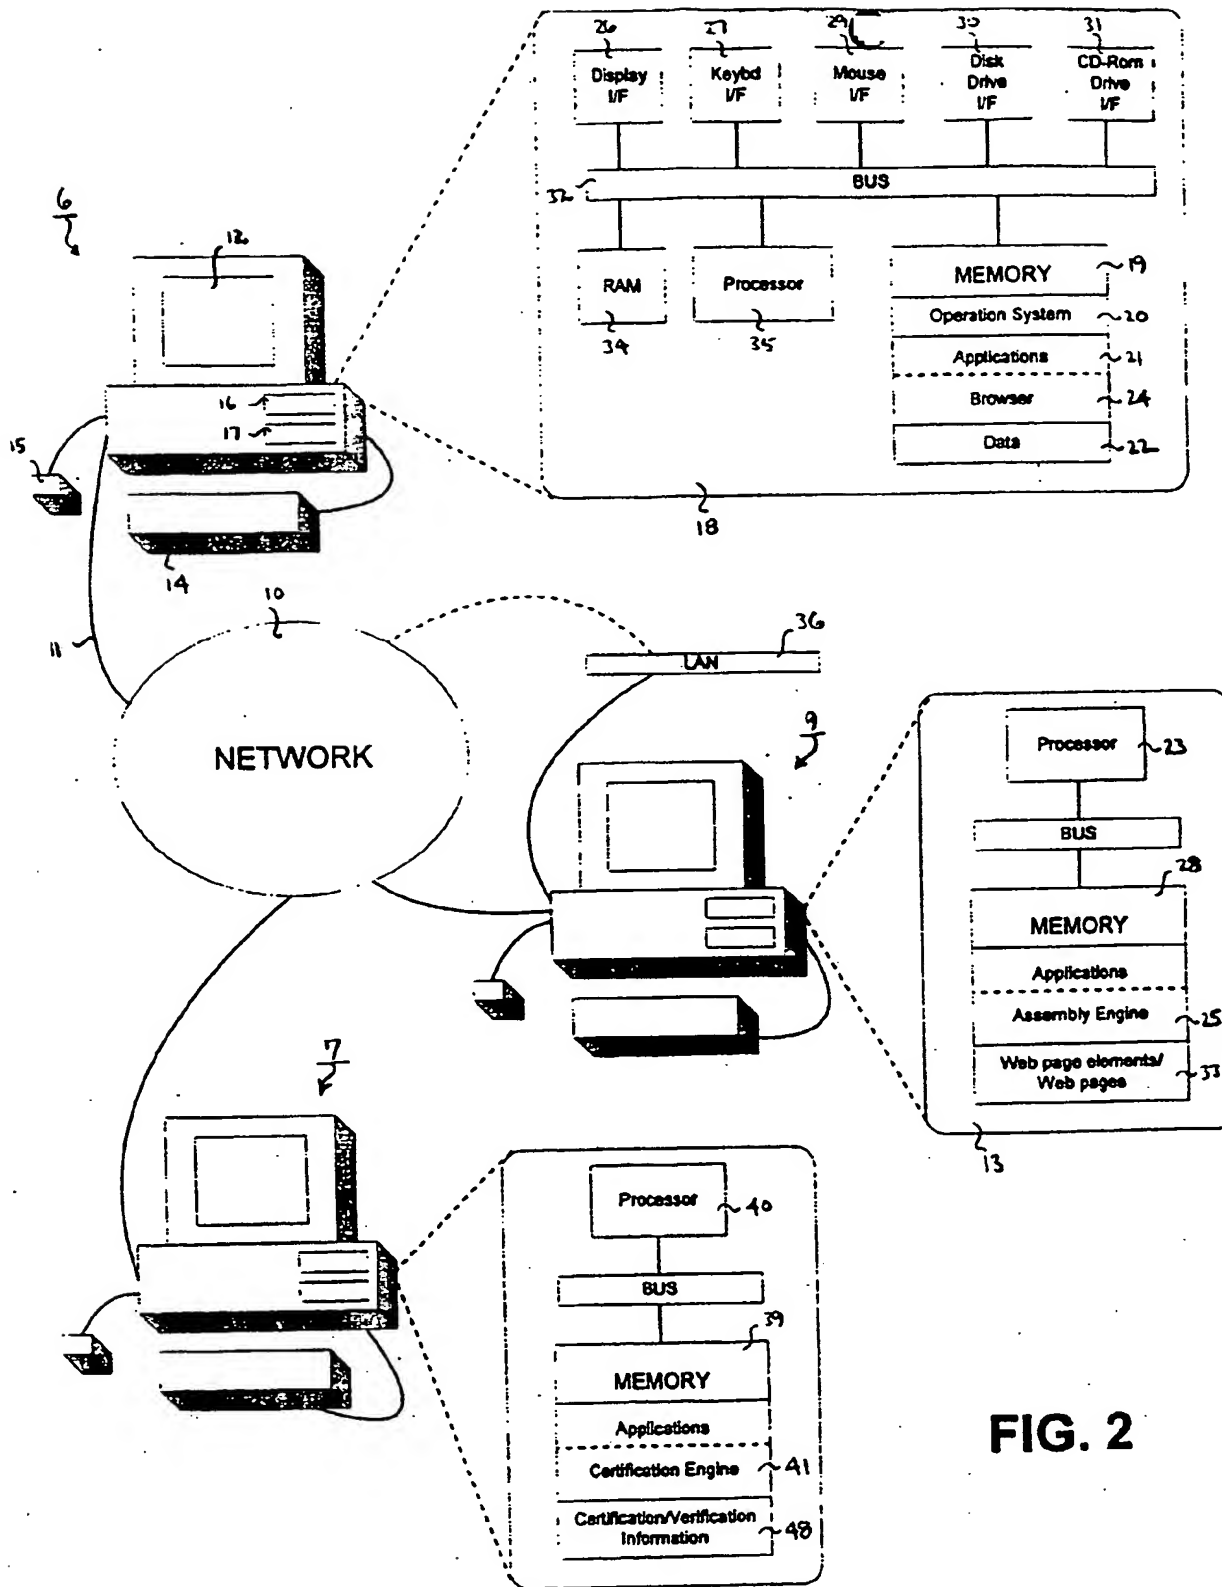 26 27 29 30 31
Display I/F
Keybd I/F
Mouse I/F
Disk Drive I/F
CD-Rom Drive I/F
BUS
32
RAM
34
Processor
35
MEMORY 19
Operation System 20
Applications 21
Browser 24
Data 22
18
6
12
16
17
15
14
11
10
NETWORK
LAN
36
9
Processor 23
BUS
28
MEMORY
Applications
Assembly Engine 25
Web page elements/
Web pages 33
13
7
Processor 40
BUS
39
MEMORY
Applications
Certification Engine 41
Certification/Verification
Information 48
FIG. 2